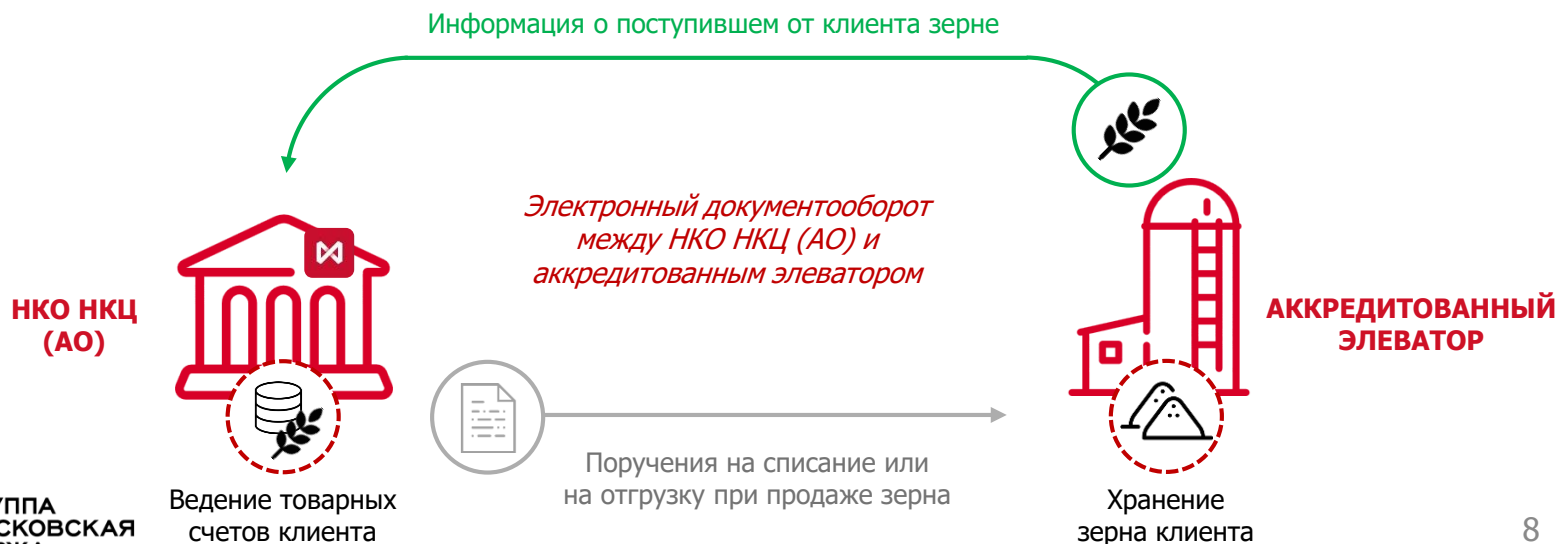 Информация о поступившем от клиента зерне
Электронный документооборот
между НКО НКЦ (АО) и
аккредитованным элеватором
НКО НКЦ
(АО)
АККРЕДИТОВАННЫЙ
ЭЛЕВАТОР
Поручения на списание или
на отгрузку при продаже зерна
Ведение товарных
счетов клиента
Хранение
зерна клиента
8